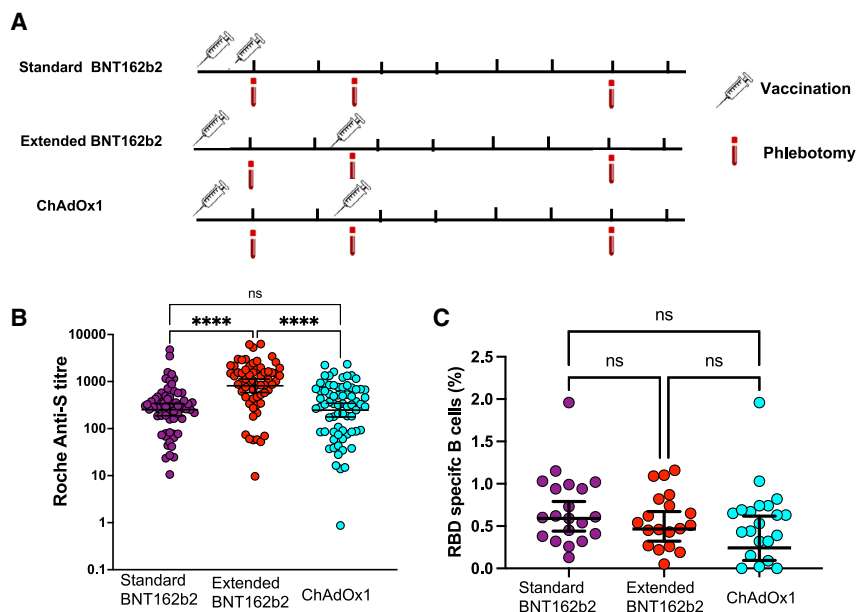 A
Standard BNT162b2
Vaccination
Extended BNT162b2
Phlebotomy
ChAdOx1
B
ns
****
****
Roche Anti-S titre
10000
1000
100
10
1
0.1
Standard
BNT162b2
Extended
BNT162b2
ChAdOx1
C
ns
ns
ns
RBD specifc B cells (%)
2.5
2.0
1.5
1.0
0.5
0.0
Standard
BNT162b2
Extended
BNT162b2
ChAdOx1